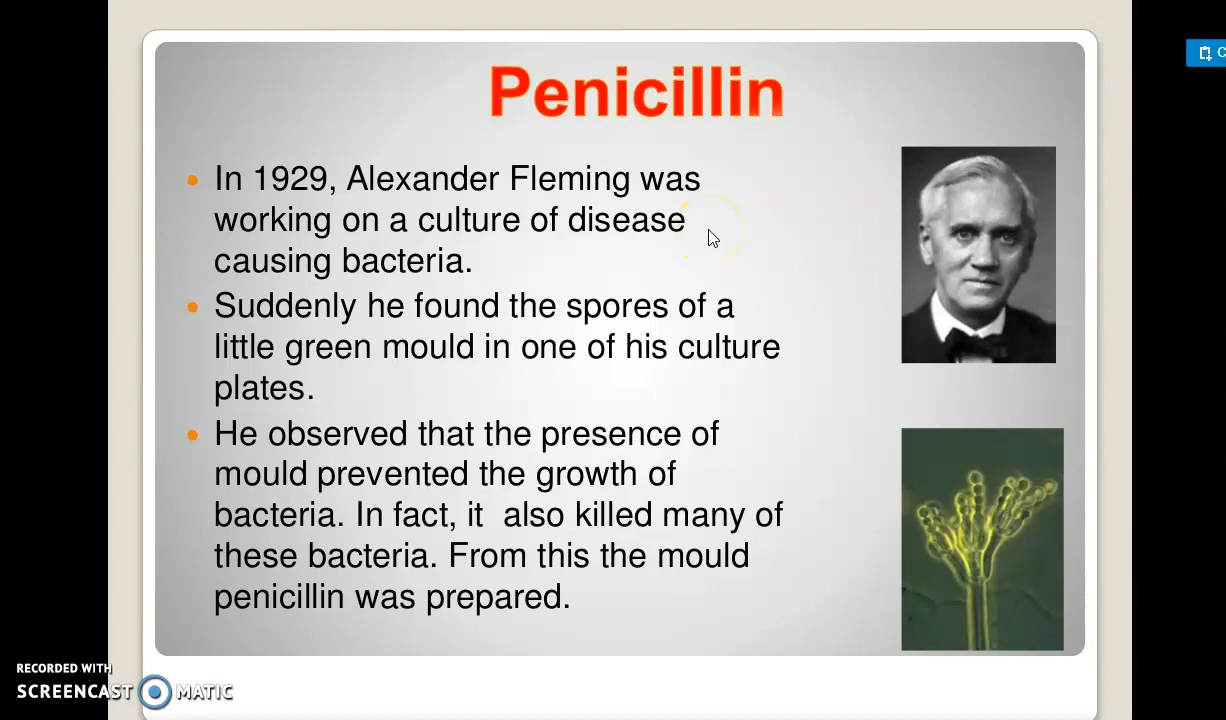 Penicillin
In 1929, Alexander Fleming was
working on a culture of disease
causing bacteria.
Suddenly he found the spores of a
little green mould in one of his culture
plates.
He observed that the presence of
mould prevented the growth of
bacteria. In fact, it also killed many of
these bacteria. From this the mould
penicillin was prepared.
C
RECORDED WITH
SCREENCAST MATIC